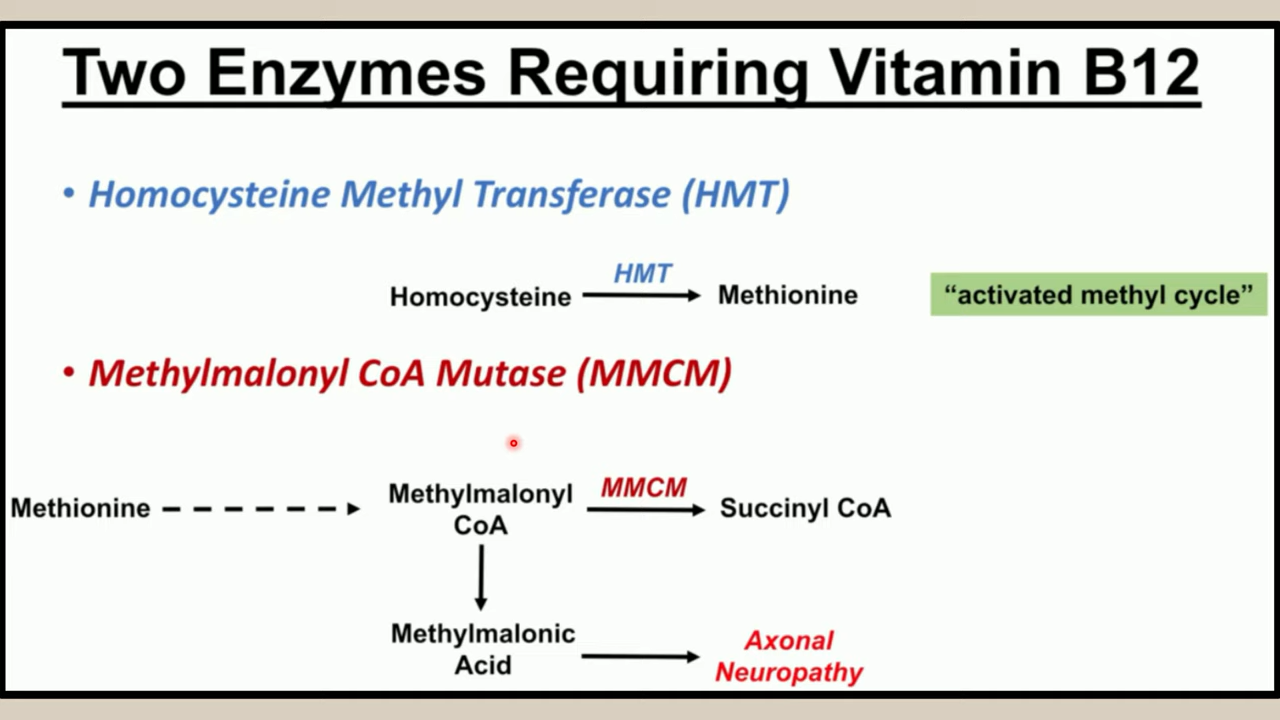 Two Enzymes Requiring Vitamin B12
• Homocysteine Methyl Transferase (HMT)
HMT
Homocysteine
Methionine
“activated methyl cycle”
• Methylmalonyl CoA Mutase (MMCM)
Methionine
Methylmalonyl
CoA
MMCM
Succinyl CoA
Methylmalonic
Acid
Axonal
Neuropathy